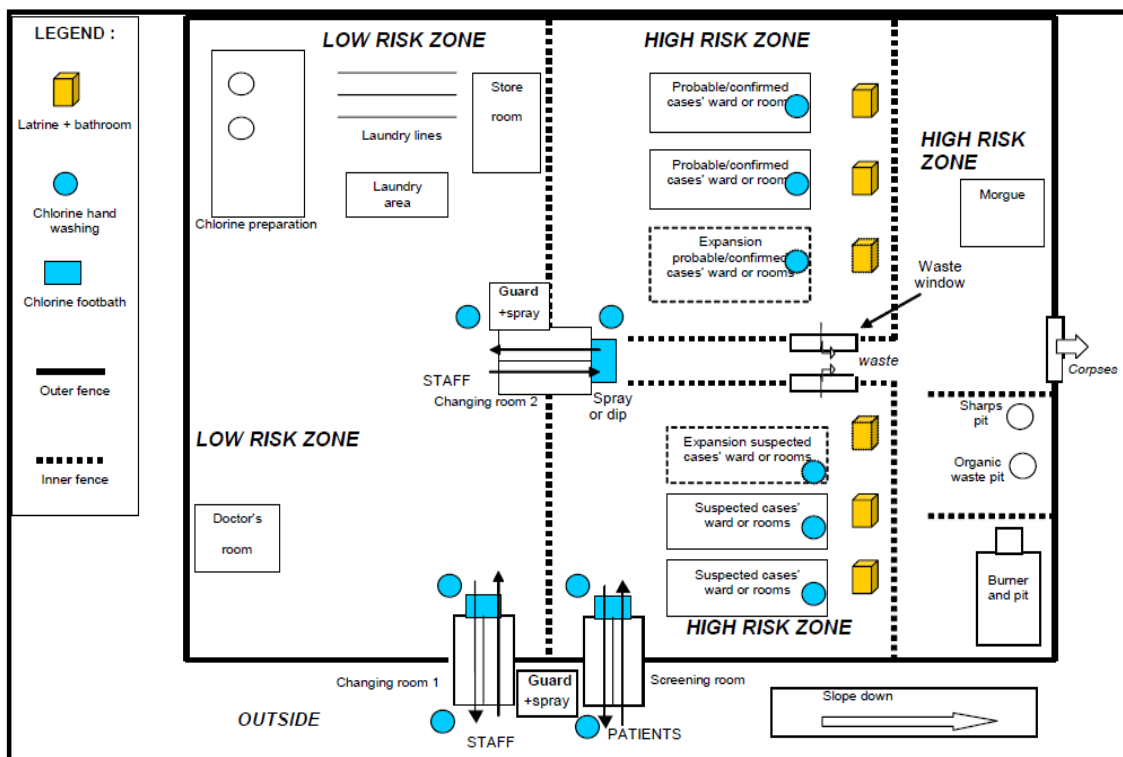 LEGEND :
Latrine + bathroom
Chlorine hand
washing
Chlorine footbath
Outer fence
Inner fence
LOW RISK ZONE
Chlorine preparation
Laundry lines
Laundry
area
Store
room
HIGH RISK ZONE
Probable/confirmed
cases' ward or rooms
Probable/confirmed
cases' ward or rooms
Expansion
probable/confirmed
cases' ward or rooms
HIGH RISK
ZONE
Morgue
Waste
window
Guard
+spray
STAFF
Changing room 2
Spray
or dip
waste
Corpses
LOW RISK ZONE
Doctor's
room
Expansion suspected
cases' ward or rooms
Suspected cases'
ward or rooms
Suspected cases'
ward or rooms
HIGH RISK ZONE
Sharps
pit
Organic
waste pit
Burner
and pit
Changing room 1
Guard
+spray
Screening room
OUTSIDE
STAFF
PATIENTS
Slope down